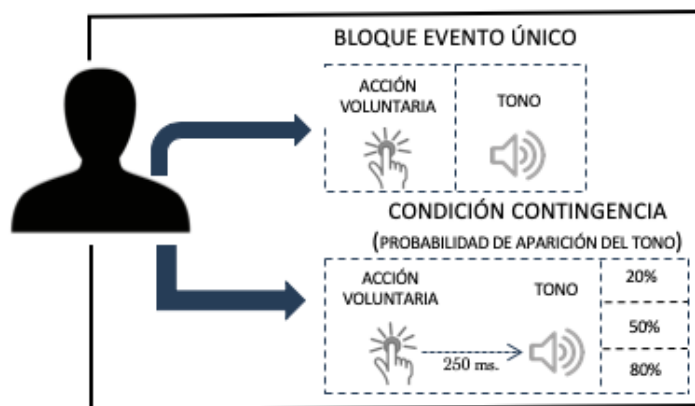 BLOQUE EVENTO ÚNICO
ACCIÓN
VOLUNTARIA
TONO
CONDICIÓN CONTINGENCIA
(PROBABILIDAD DE APARICIÓN DEL TONO)
ACCIÓN
VOLUNTARIA
TONO
250 ms.
20%
50%
80%